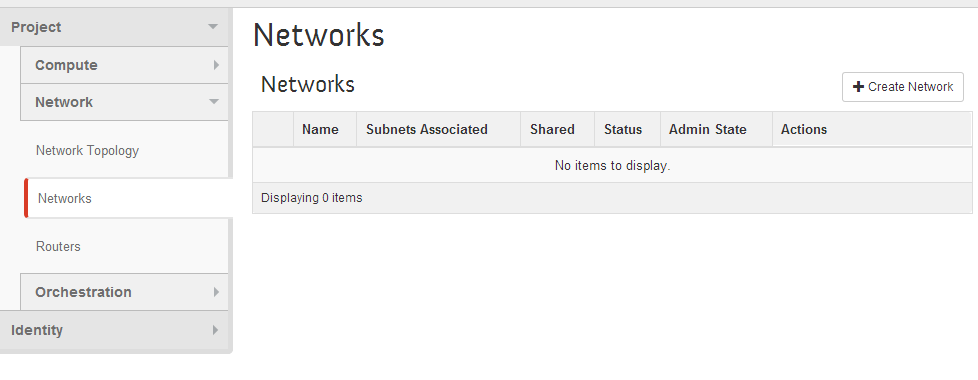 Project
Compute
Network
Network Topology
Networks
Routers
Orchestration
Identity
Networks
Networks
Create Network
Name Subnets Associated Shared Status Admin State Actions
No items to display.
Displaying 0 items